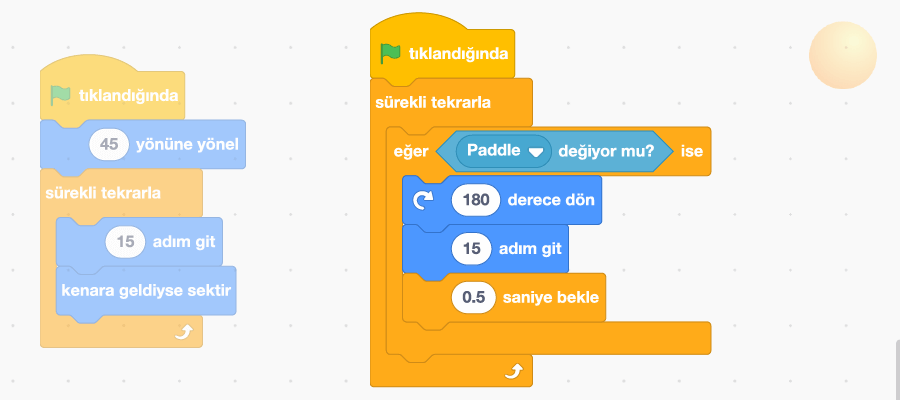 tıklandığında
45 yönüne yönel
sürekli tekrarla
15 adım git
kenara geldiyse sektir
tıklandığında
sürekli tekrarla
eğer Paddle değiyor mu? ise
180 derece dön
15 adım git
0.5 saniye bekle